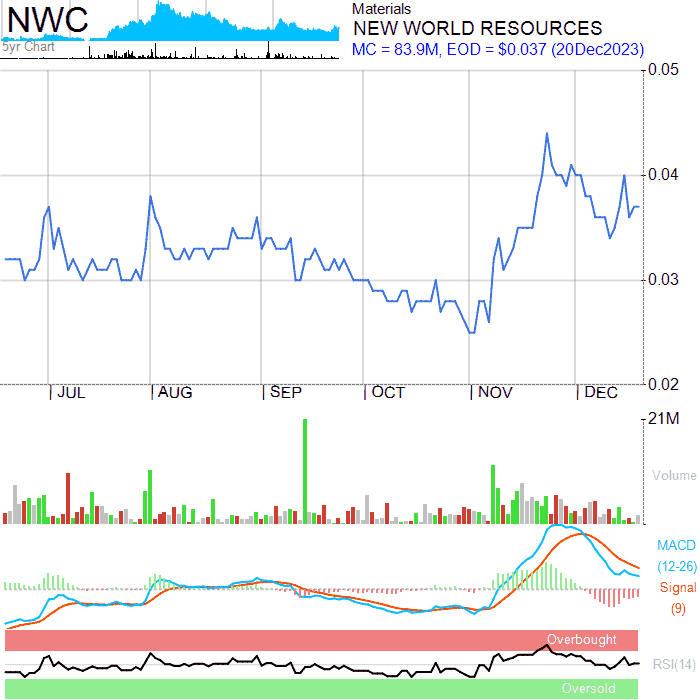 NWC
5yr Chart
Materials
NEW WORLD RESOURCES
MC = 83.9M, EOD = $0.037 (20Dec2023)
0.05
0.04
0.03
0.02
JUL AUG SEP OCT NOV DEC
21M
Volume
MACD
(12-26)
Signal
(9)
Overbought
RSI(14)
Oversold